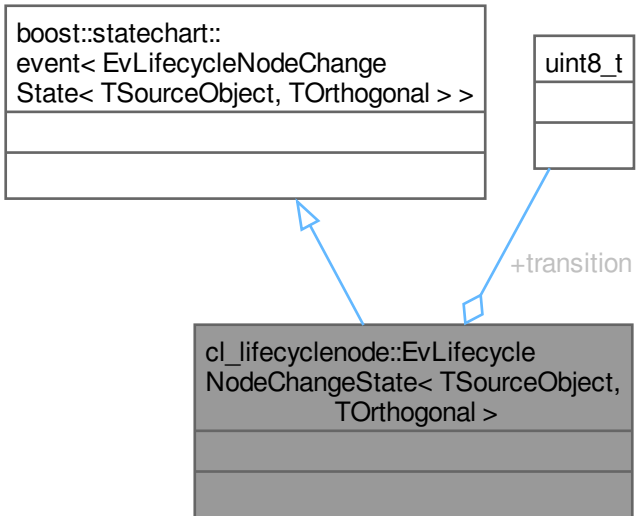 boost::statechart::
event< EvLifecycleNodeChange
State< TSourceObject, TOrthogonal > >
uint8_t
+transition
cl_lifecyclenode::EvLifecycle
NodeChangeState< TSourceObject,
TOrthogonal >